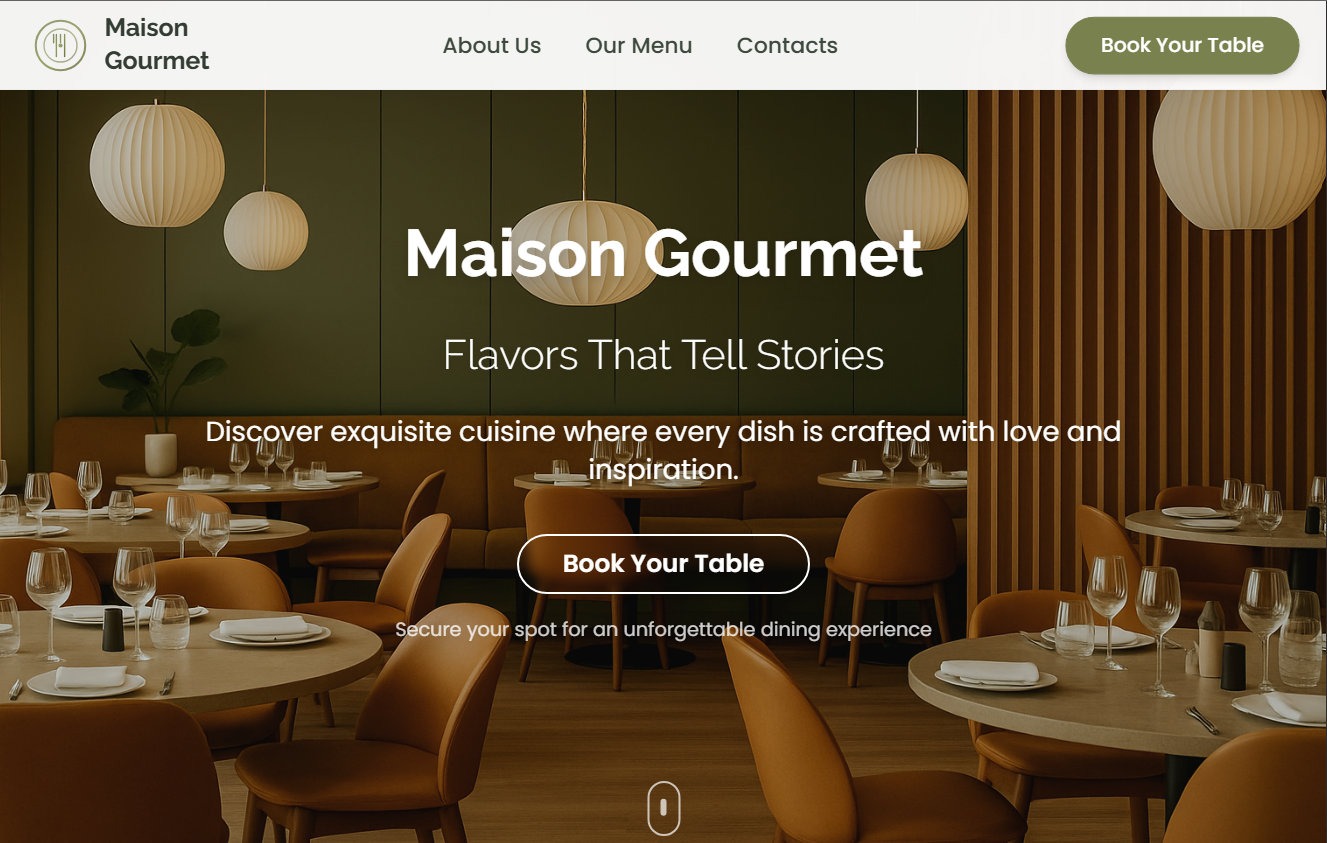 Maison
Gourmet
About Us
Our Menu
Contacts
Book Your Table
Maison Gourmet
Flavors That Tell Stories
Discover exquisite cuisine where every dish is crafted with love and
inspiration.
Book Your Table
Secure your spot for an unforgettable dining experience